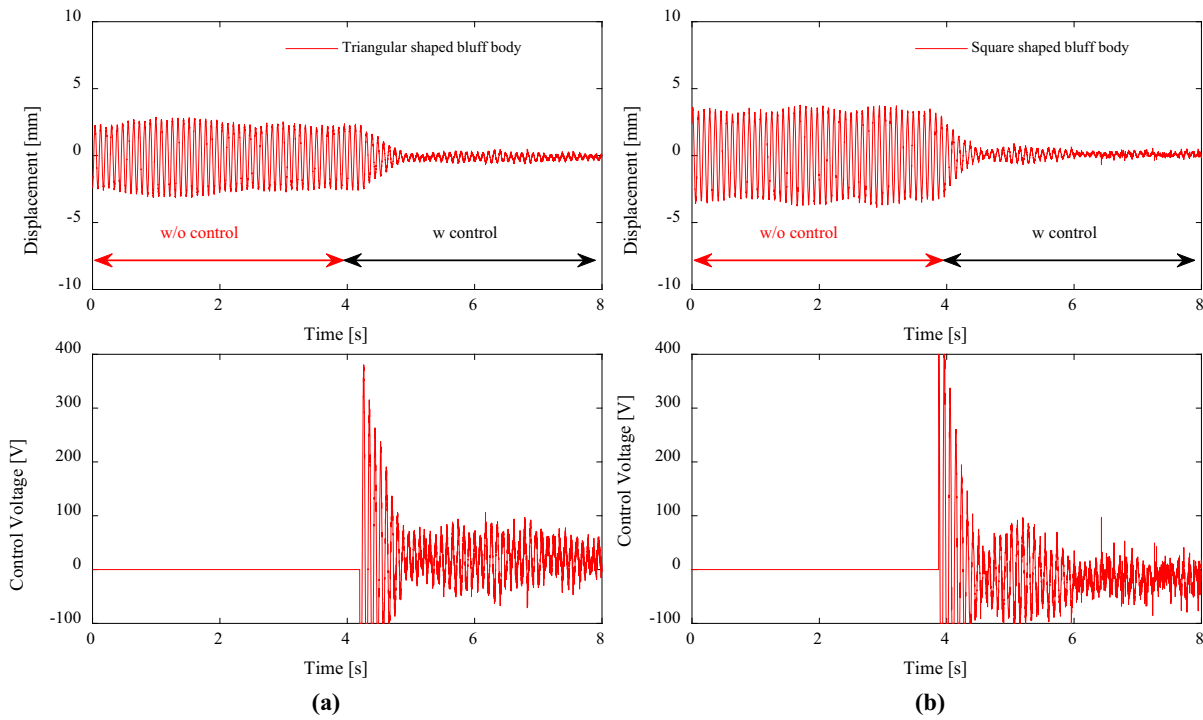 10
Triangular shaped bluff body
5
0
-5
-10
Displacement [mm]
w/o control
w control
0 2 4 6 8
Time [s]
10
Square shaped bluff body
5
0
-5
-10
Displacement [mm]
w/o control
w control
0 2 4 6 8
Time [s]
400
300
200
100
0
-100
Control Voltage [V]
0 2 4 6 8
Time [s]
(a)
400
300
200
100
0
-100
Control Voltage [V]
0 2 4 6 8
Time [s]
(b)